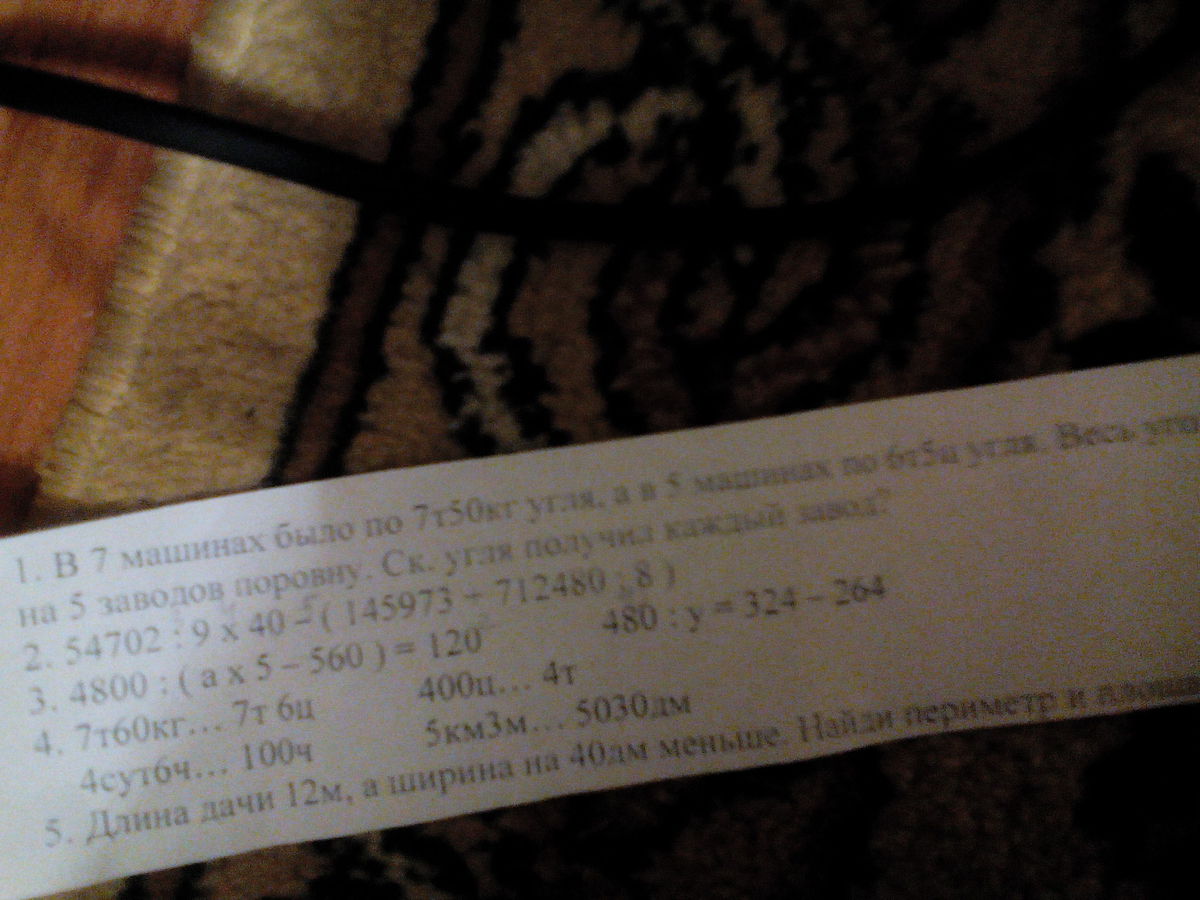 1. В 7 машинах было по 7т50кг угля, а в 5 машинах по 6т5ц угля. Весь
на 5 заводов поровну. Ск. угля получил каждый завод?
2. 54702 : 9 х 40 – ( 145973 + 712480 : 8 )
3. 4800 : ( а х 5 – 560 ) = 120 480 : у = 324 – 264
4. 7т60кг… 7т 6ц 400ц… 4т
4сут6ч… 100ч 5км3м… 5030дм
5. Длина дачи 12м, а ширина на 40дм меньше. Найди периметр и